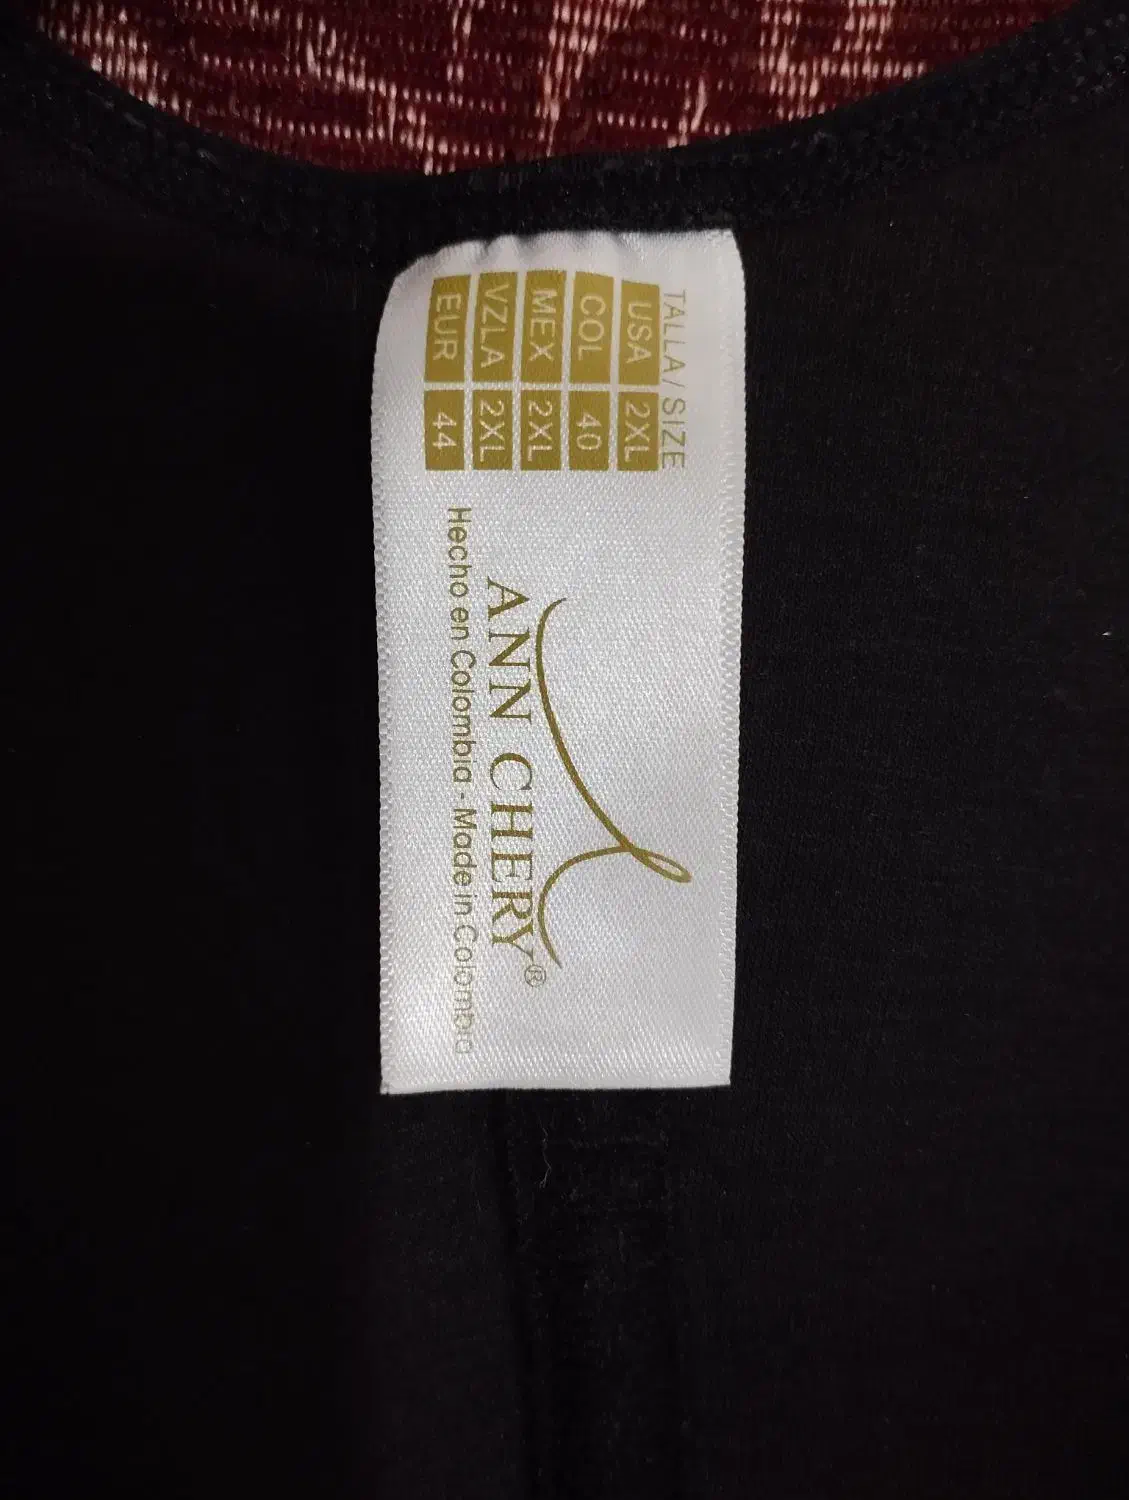 TALLA/ SIZE
USA 2XL
COL 40
MEX 2XL
VZLA 2XL
EUR 44
ANN CHERY®
Hecho en Colombia - Made in Colombia